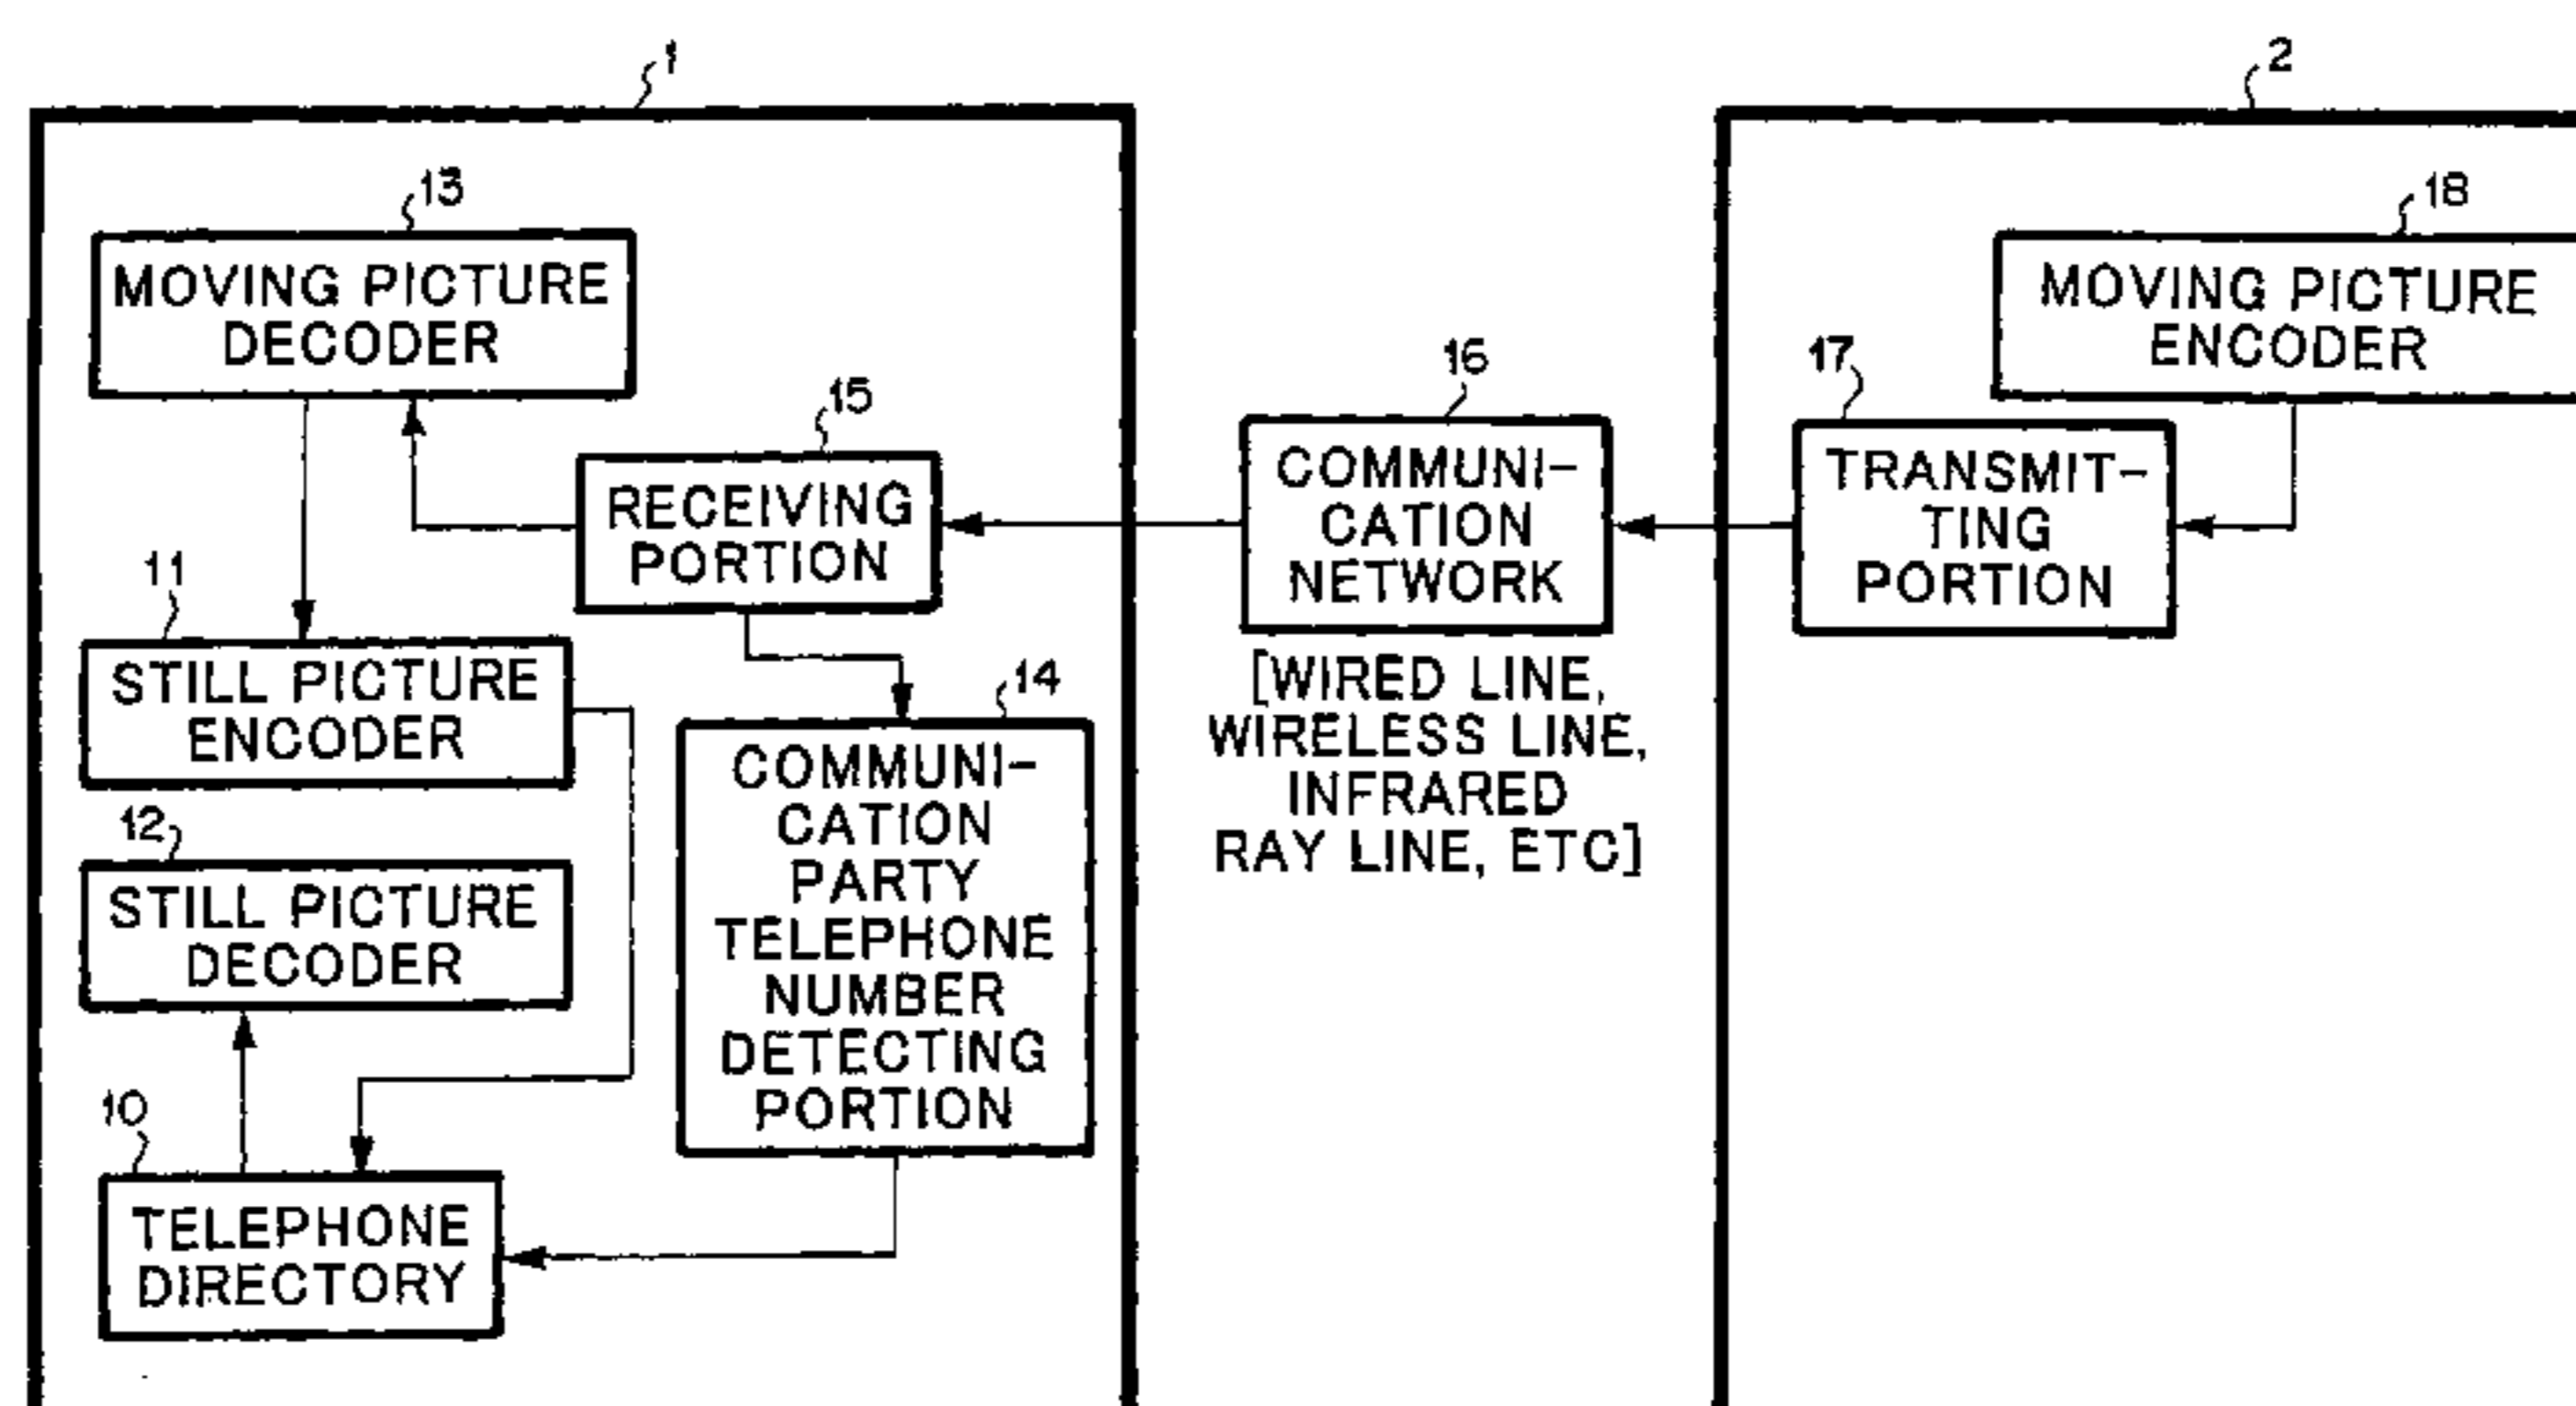 1
2
13
MOVING PICTURE
DECODER
18
MOVING PICTURE
ENCODER
15
RECEIVING
PORTION
16
COMMUNI-
CATION
NETWORK
[WIRED LINE,
WIRELESS LINE,
INFRARED
RAY LINE, ETC]
17
TRANSMIT-
TING
PORTION
11
STILL PICTURE
ENCODER
14
COMMUNI-
CATION
PARTY
TELEPHONE
NUMBER
DETECTING
PORTION
12
STILL PICTURE
DECODER
10
TELEPHONE
DIRECTORY